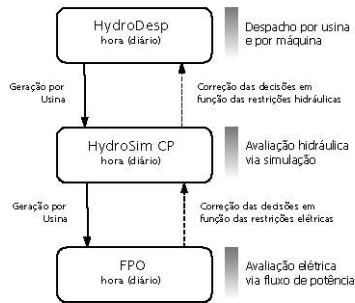 HydroDesp
hora (diário)
Despacho por usina
e por máquina
Geração por
Usina
Correção das decisões em
função das restrições hidráulicas
HydroSim CP
hora (diário)
Avaliação hidráulica
via simulação
Geração por
Usina
Correção das decisões em
função das restrições elétricas
FPO
hora (diário)
Avaliação elétrica
via fluxo de potência